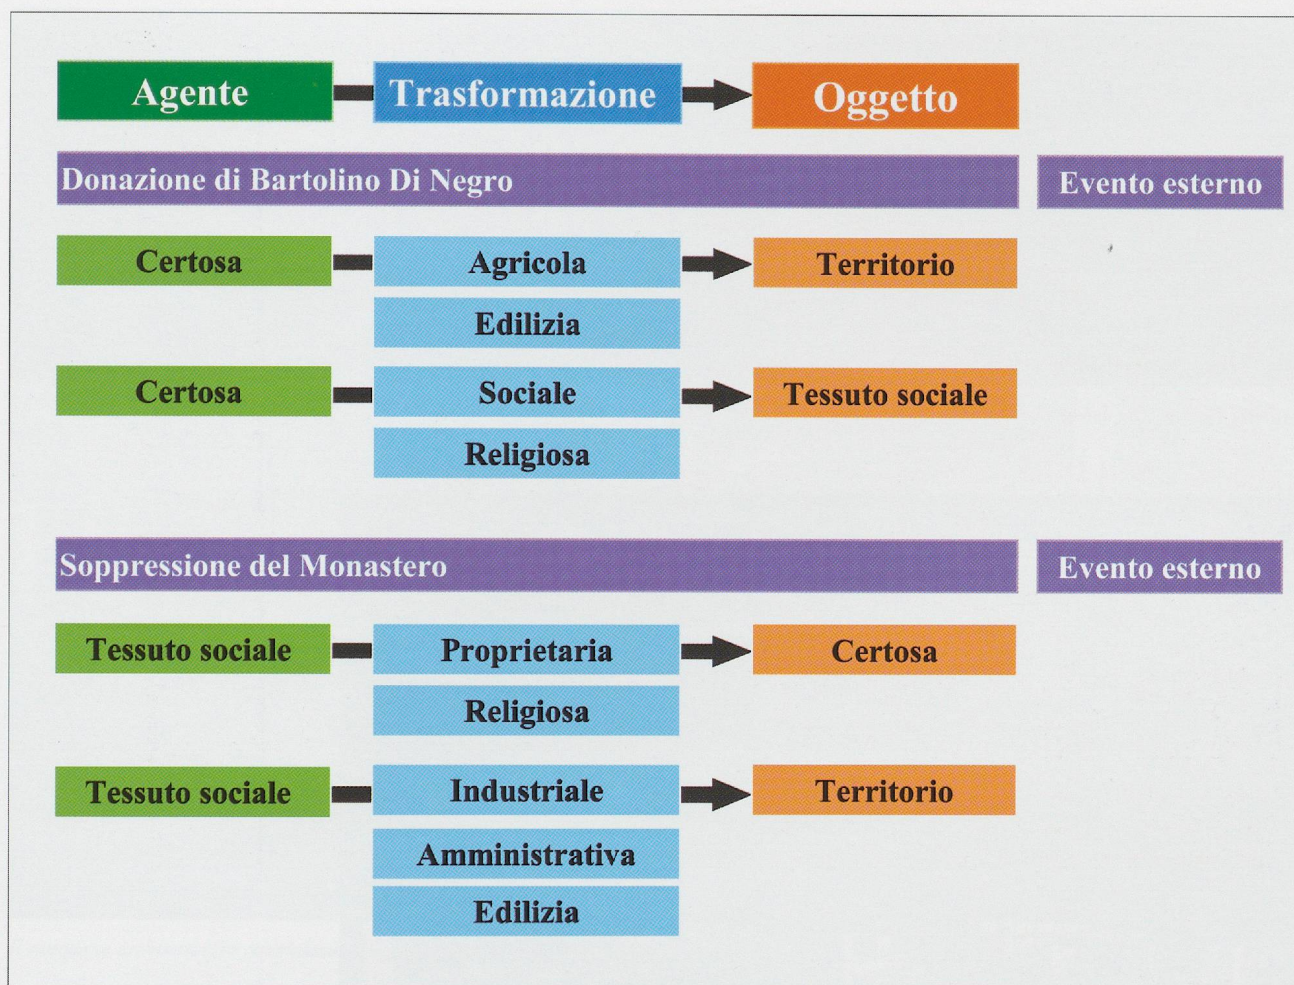 Agente Trasformazione Oggetto
Donazione di Bartolino Di Negro Evento esterno
Certosa Agricola Territorio
Edilizia
Certosa Sociale Tessuto sociale
Religiosa
Soppressione del Monastero Evento esterno
Tessuto sociale Proprietaria Certosa
Religiosa
Tessuto sociale Industriale Territorio
Amministrativa
Edilizia